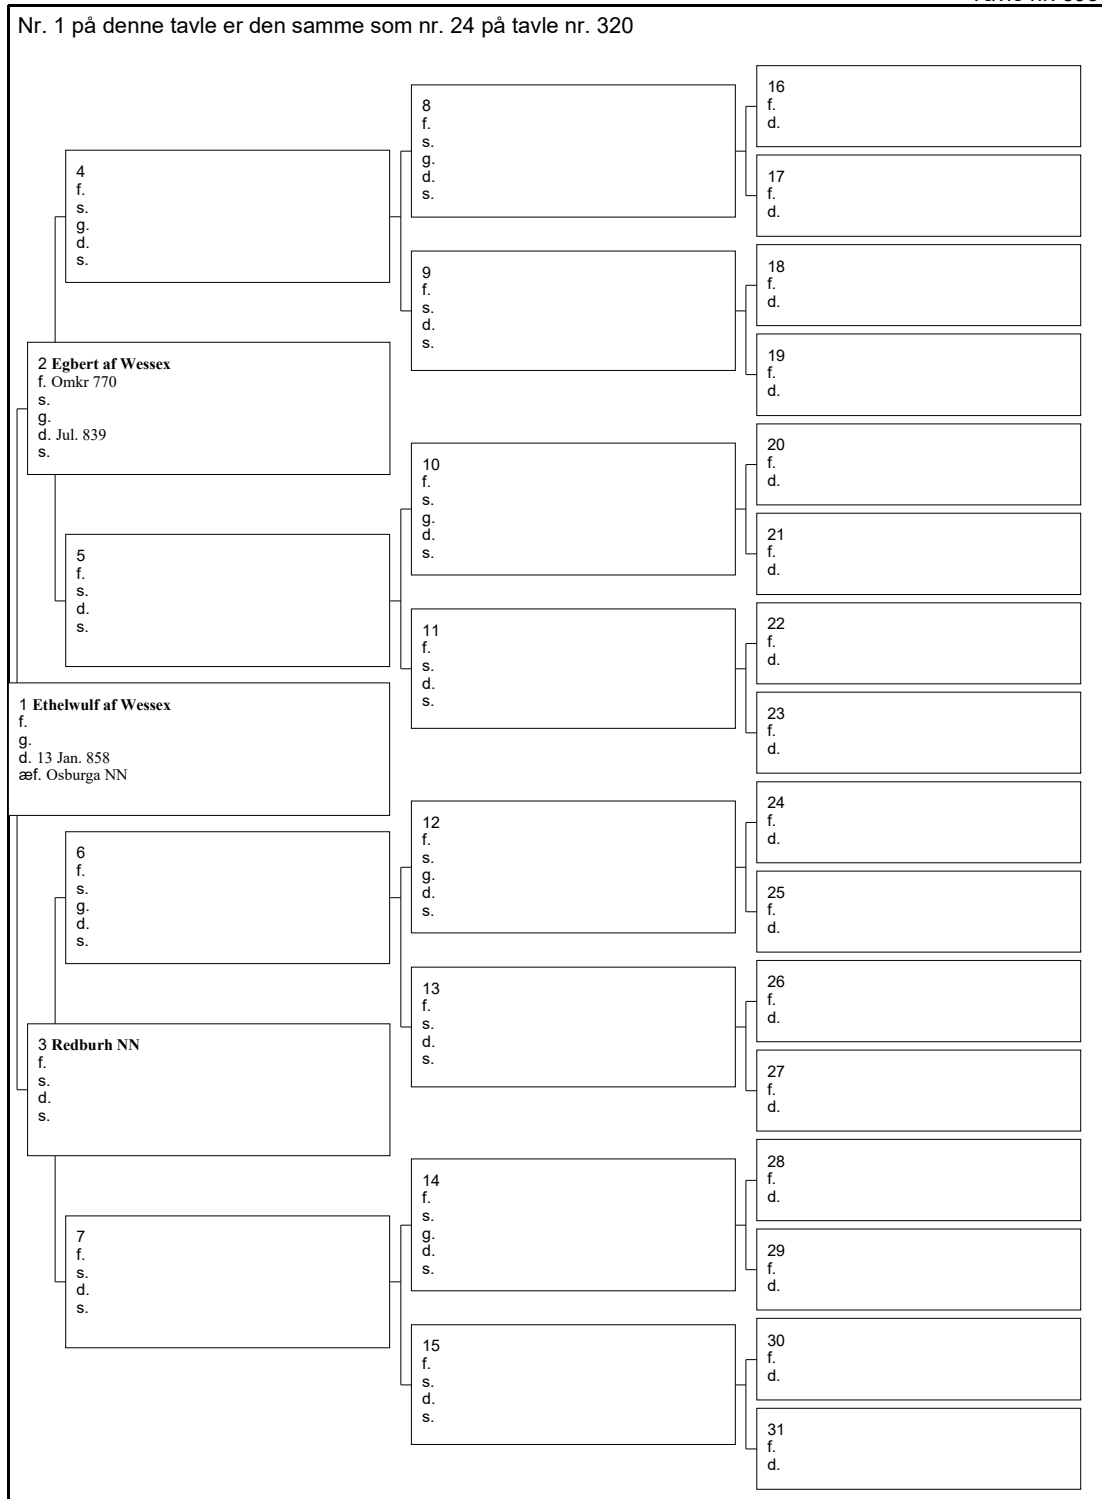 Nr. 1 på denne tavle er den samme som nr. 24 på tavle nr. 320
16
f.
d.
8
f.
s.
g.
d.
s.
17
f.
d.
4
f.
s.
g.
d.
s.
18
f.
d.
9
f.
s.
d.
s.
19
f.
d.
2 Egbert af Wessex
f. Omkr 770
s.
g.
d. Jul. 839
s.
20
f.
d.
10
f.
s.
g.
d.
s.
21
f.
d.
5
f.
s.
d.
s.
22
f.
d.
11
f.
s.
d.
s.
23
f.
d.
1 Ethelwulf af Wessex
f.
g.
d. 13 Jan. 858
æf. Osburga NN
24
f.
d.
12
f.
s.
g.
d.
s.
25
f.
d.
6
f.
s.
g.
d.
s.
26
f.
d.
13
f.
s.
d.
s.
27
f.
d.
3 Redburh NN
f.
s.
d.
s.
28
f.
d.
14
f.
s.
g.
d.
s.
29
f.
d.
7
f.
s.
d.
s.
30
f.
d.
15
f.
s.
d.
s.
31
f.
d.